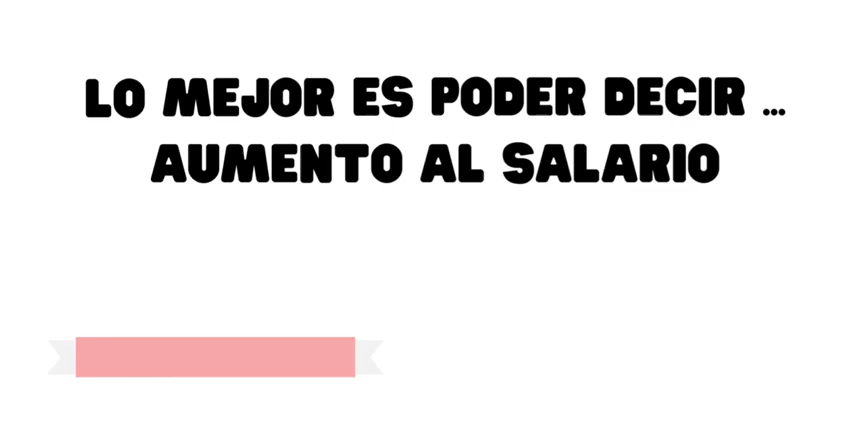 LO MEJOR ES PODER DECIR ...
AUMENTO AL SALARIO